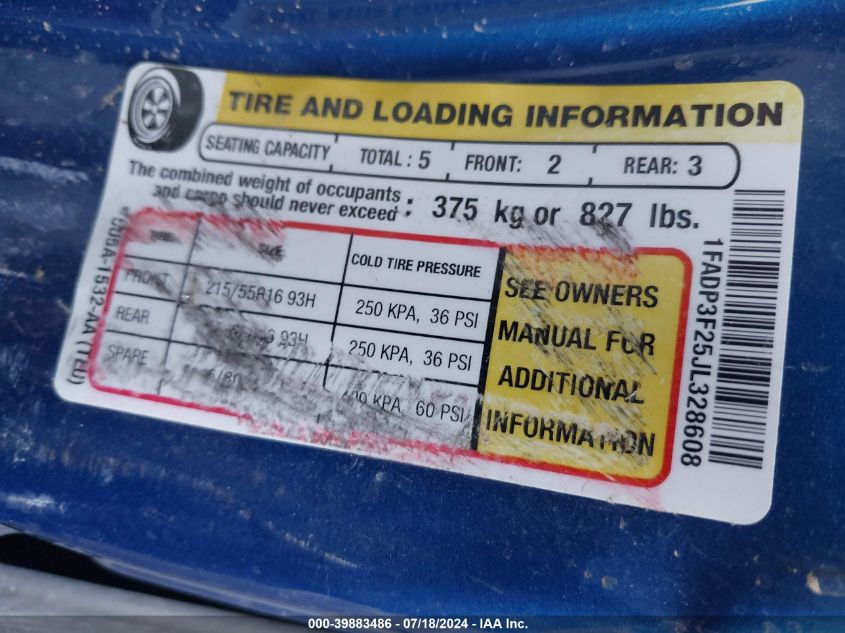 TIRE AND LOADING INFORMATION
SEATING CAPACITY TOTAL : 5 FRONT: 2 REAR: 3
The combined weight of occupants
and cargo should never exceed : 375 kg or 827 lbs.
SIZE COLD TIRE PRESSURE
FRONT 215/55R16 93H 250 KPA, 36 PSI
REAR 93H 250 KPA, 36 PSI
SPARE KPA, 60 PSI
SEE OWNERS
MANUAL FOR
ADDITIONAL
INFORMATION
1FADP3F25JL328608
000-39883486 - 07/18/2024 - IAA Inc.